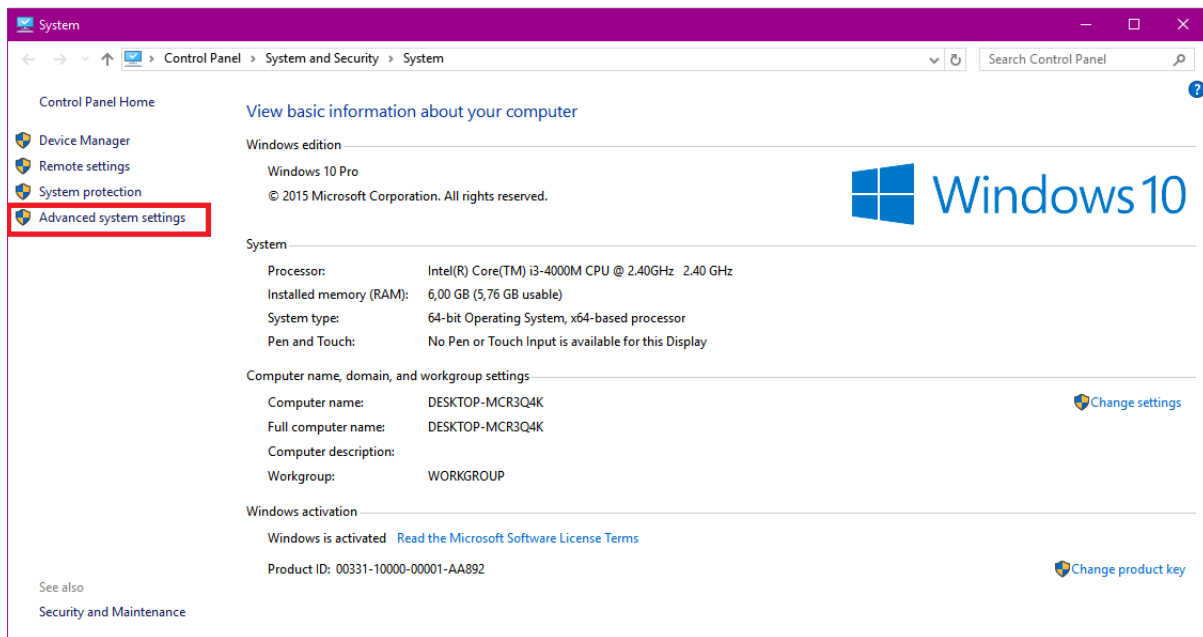 System
Control Panel > System and Security > System
Search Control Panel
Control Panel Home
Device Manager
Remote settings
System protection
Advanced system settings
See also
Security and Maintenance
?
View basic information about your computer
Windows edition
Windows 10 Pro
© 2015 Microsoft Corporation. All rights reserved.
Windows 10
System
Processor: Intel(R) Core(TM) i3-4000M CPU @ 2.40GHz 2.40 GHz
Installed memory (RAM): 6,00 GB (5,76 GB usable)
System type: 64-bit Operating System, x64-based processor
Pen and Touch: No Pen or Touch Input is available for this Display
Computer name, domain, and workgroup settings
Computer name: DESKTOP-MCR3Q4K
Change settings
Full computer name: DESKTOP-MCR3Q4K
Computer description:
Workgroup: WORKGROUP
Windows activation
Windows is activated Read the Microsoft Software License Terms
Product ID: 00331-10000-00001-AA892
Change product key